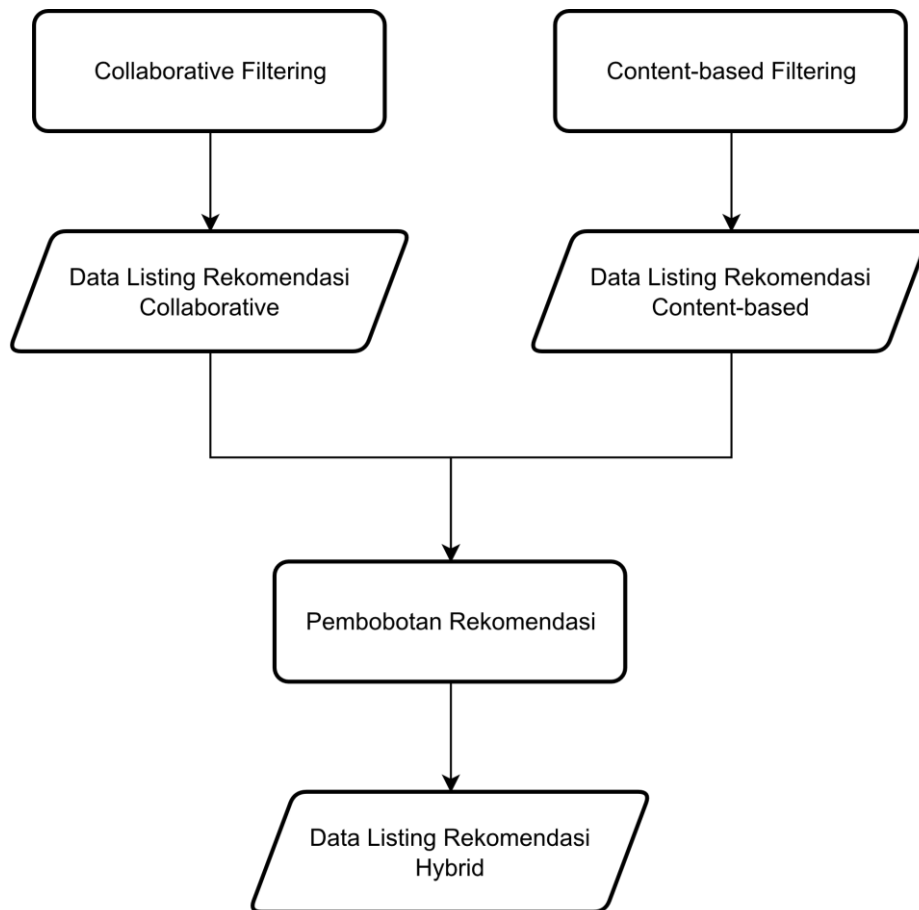 Collaborative Filtering
Content-based Filtering
Data Listing Rekomendasi
Collaborative
Data Listing Rekomendasi
Content-based
Pembobotan Rekomendasi
Data Listing Rekomendasi
Hybrid